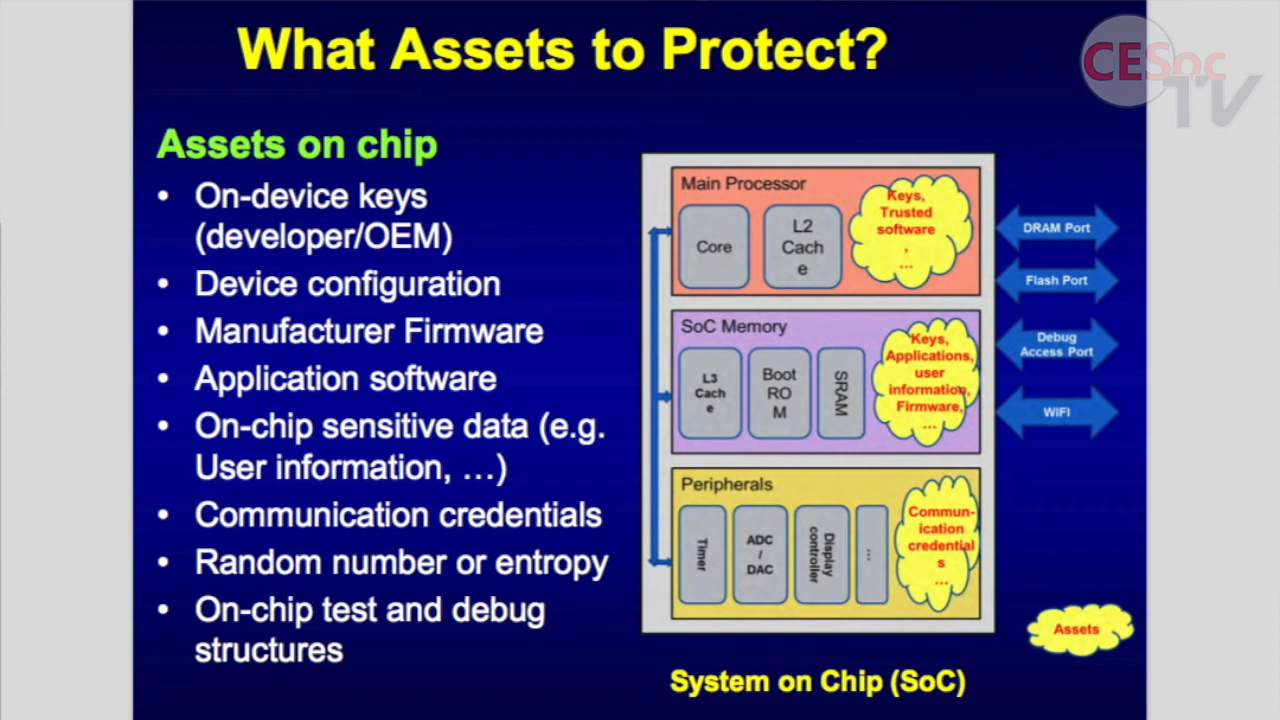 What Assets to Protect?
CESoc
TV
Assets on chip
• On-device keys
(developer/OEM)
• Device configuration
• Manufacturer Firmware
• Application software
• On-chip sensitive data (e.g.
User information, …)
• Communication credentials
• Random number or entropy
• On-chip test and debug
structures
Main Processor
Core
L2
Cach
e
Keys,
Trusted
software
,
...
SoC Memory
L3
Cach
e
Boot
RO
M
SRAM
Keys,
Applications,
user
information,
Firmware,
...
Peripherals
Timer
ADC
/
DAC
Display
controller
...
Commun-
ication
credential
s
...
DRAM Port
Flash Port
Debug
Access Port
WIFI
Assets
System on Chip (SoC)